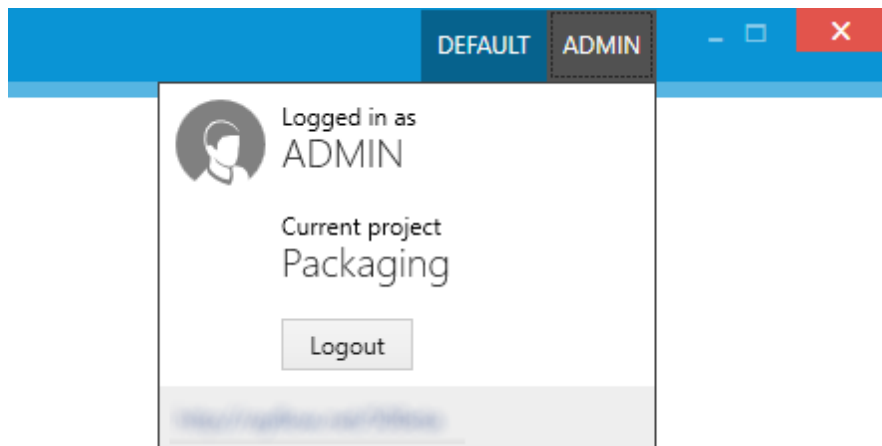 DEFAULT ADMIN
Logged in as
ADMIN
Current project
Packaging
Logout